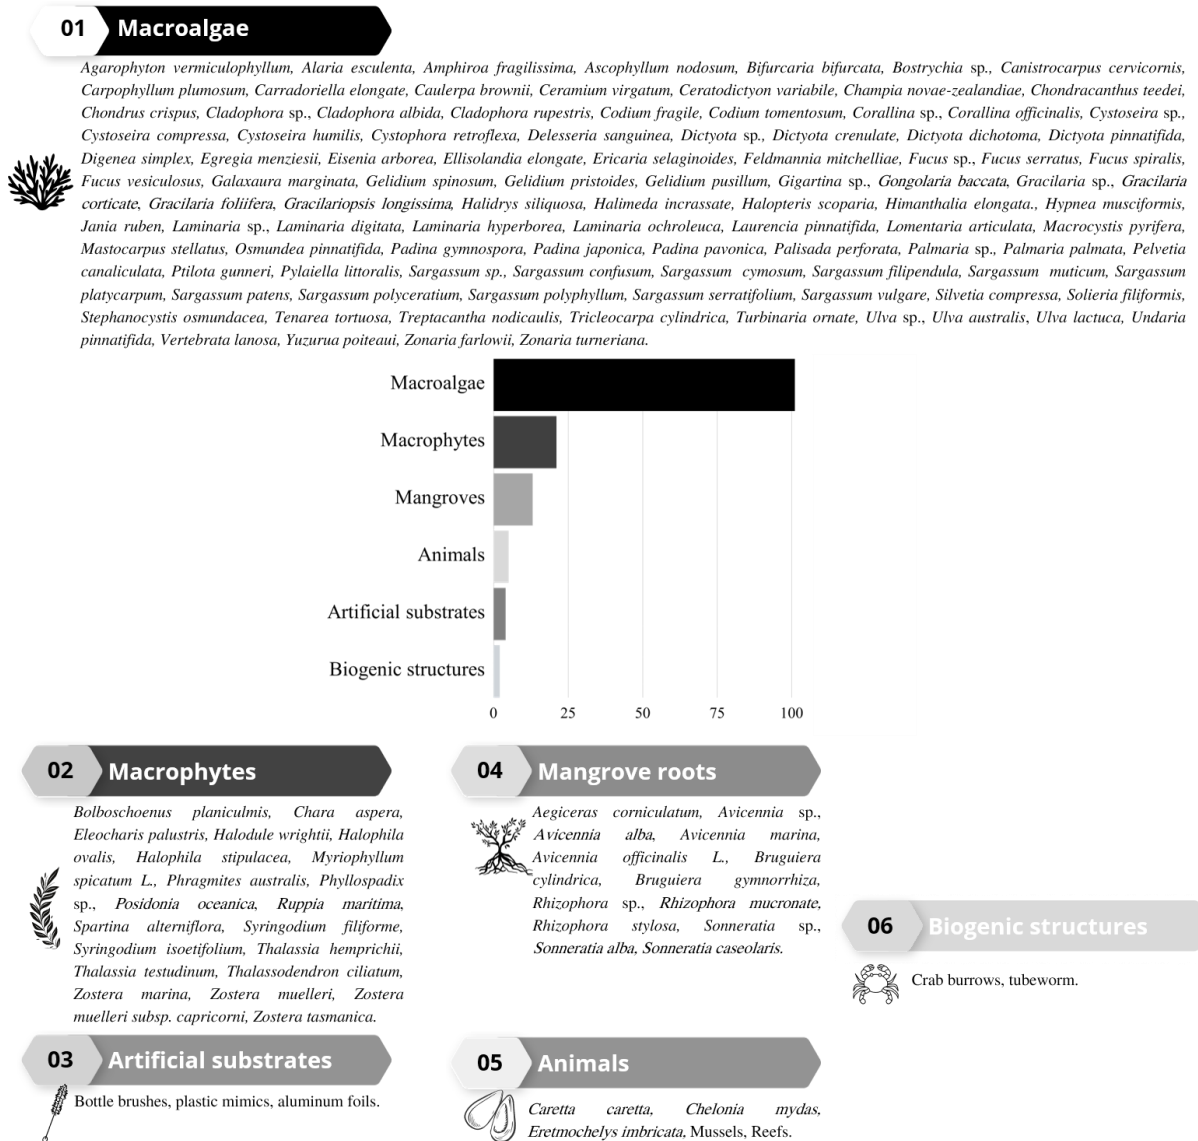 01 Macroalgae
Agarophyton vermiculophyllum, Alaria esculenta, Amphiroa fragilissima, Ascophyllum nodosum, Bifurcaria bifurcata, Bostrychia sp., Canistrocarpus cervicornis,
Carpophyllum plumosum, Carradoriella elongate, Caulerpa brownii, Ceramium virgatum, Ceratodictyon variabile, Champia novae-zealandiae, Chondracanthus teedei,
Chondrus crispus, Cladophora sp., Cladophora albida, Cladophora rupestris, Codium fragile, Codium tomentosum, Corallina sp., Corallina officinalis, Cystoseira sp.,
Cystoseira compressa, Cystoseira humilis, Cystophora retroflexa, Delesseria sanguinea, Dictyota sp., Dictyota crenulate, Dictyota dichotoma, Dictyota pinnatifida,
Digenea simplex, Egregia menziesii, Eisenia arborea, Ellisolandia elongate, Ericaria selaginoides, Feldmannia mitchelliae, Fucus sp., Fucus serratus, Fucus spiralis,
Fucus vesiculosus, Galaxaura marginata, Gelidium spinosum, Gelidium pristoides, Gelidium pusillum, Gigartina sp., Gongolaria baccata, Gracilaria sp., Gracilaria
corticate, Gracilaria foliifera, Gracilariopsis longissima, Halidrys siliquosa, Halimeda incrassate, Halopteris scoparia, Himanthalia elongata., Hypnea musciformis,
Jania ruben, Laminaria sp., Laminaria digitata, Laminaria hyperborea, Laminaria ochroleuca, Laurencia pinnatifida, Lomentaria articulata, Macrocystis pyrifera,
Mastocarpus stellatus, Osmundea pinnatifida, Padina gymnospora, Padina japonica, Padina pavonica, Palisada perforata, Palmaria sp., Palmaria palmata, Pelvetia
canaliculata, Ptilota gunneri, Pylaiella littoralis, Sargassum sp., Sargassum confusum, Sargassum cymosum, Sargassum filipendula, Sargassum muticum, Sargassum
platycarpum, Sargassum patens, Sargassum polyceratium, Sargassum polyphyllum, Sargassum serratifolium, Sargassum vulgare, Silvetia compressa, Solieria filiformis,
Stephanocystis osmundacea, Tenarea tortuosa, Treptacantha nodicaulis, Tricleocarpa cylindrica, Turbinaria ornate, Ulva sp., Ulva australis, Ulva lactuca, Undaria
pinnatifida, Vertebrata lanosa, Yuzurua poiteaui, Zonaria farlowii, Zonaria turneriana.
Macroalgae
Macrophytes
Mangroves
Animals
Artificial substrates
Biogenic structures
0 25 50 75 100
02 Macrophytes
Bolboschoenus planiculmis, Chara aspera,
Eleocharis palustris, Halodule wrightii, Halophila
ovalis, Halophila stipulacea, Myriophyllum
spicatum L., Phragmites australis, Phyllospadix
sp., Posidonia oceanica, Ruppia maritima,
Spartina alterniflora, Syringodium filiforme,
Syringodium isoetifolium, Thalassia hemprichii,
Thalassia testudinum, Thalassodendron ciliatum,
Zostera marina, Zostera muelleri, Zostera
muelleri subsp. capricorni, Zostera tasmanica.
03 Artificial substrates
Bottle brushes, plastic mimics, aluminum foils.
04 Mangrove roots
Aegiceras corniculatum, Avicennia sp.,
Avicennia alba, Avicennia marina,
Avicennia officinalis L., Bruguiera
cylindrica, Bruguiera gymnorrhiza,
Rhizophora sp., Rhizophora mucronate,
Rhizophora stylosa, Sonneratia sp.,
Sonneratia alba, Sonneratia caseolaris.
05 Animals
Caretta caretta, Chelonia mydas,
Eretmochelys imbricata, Mussels, Reefs.
06 Biogenic structures
Crab burrows, tubeworm.